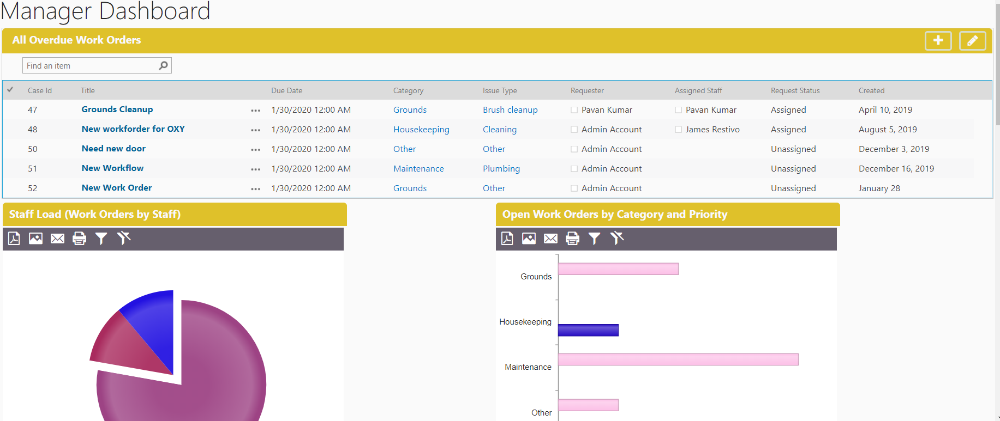 Manager Dashboard
All Overdue Work Orders
Find an item
Case Id Title Due Date Category Issue Type Requester Assigned Staff Request Status Created
47 Grounds Cleanup ... 1/30/2020 12:00 AM Grounds Brush cleanup Pavan Kumar Pavan Kumar Assigned April 10, 2019
48 New workforder for OXY ... 1/30/2020 12:00 AM Housekeeping Cleaning Admin Account James Restivo Assigned August 5, 2019
50 Need new door ... 1/30/2020 12:00 AM Other Other Admin Account Unassigned December 3, 2019
51 New Workflow ... 1/30/2020 12:00 AM Maintenance Plumbing Admin Account Unassigned December 16, 2019
52 New Work Order ... 1/30/2020 12:00 AM Grounds Other Admin Account Unassigned January 28
Staff Load (Work Orders by Staff)
Open Work Orders by Category and Priority
Grounds
Housekeeping
Maintenance
Other